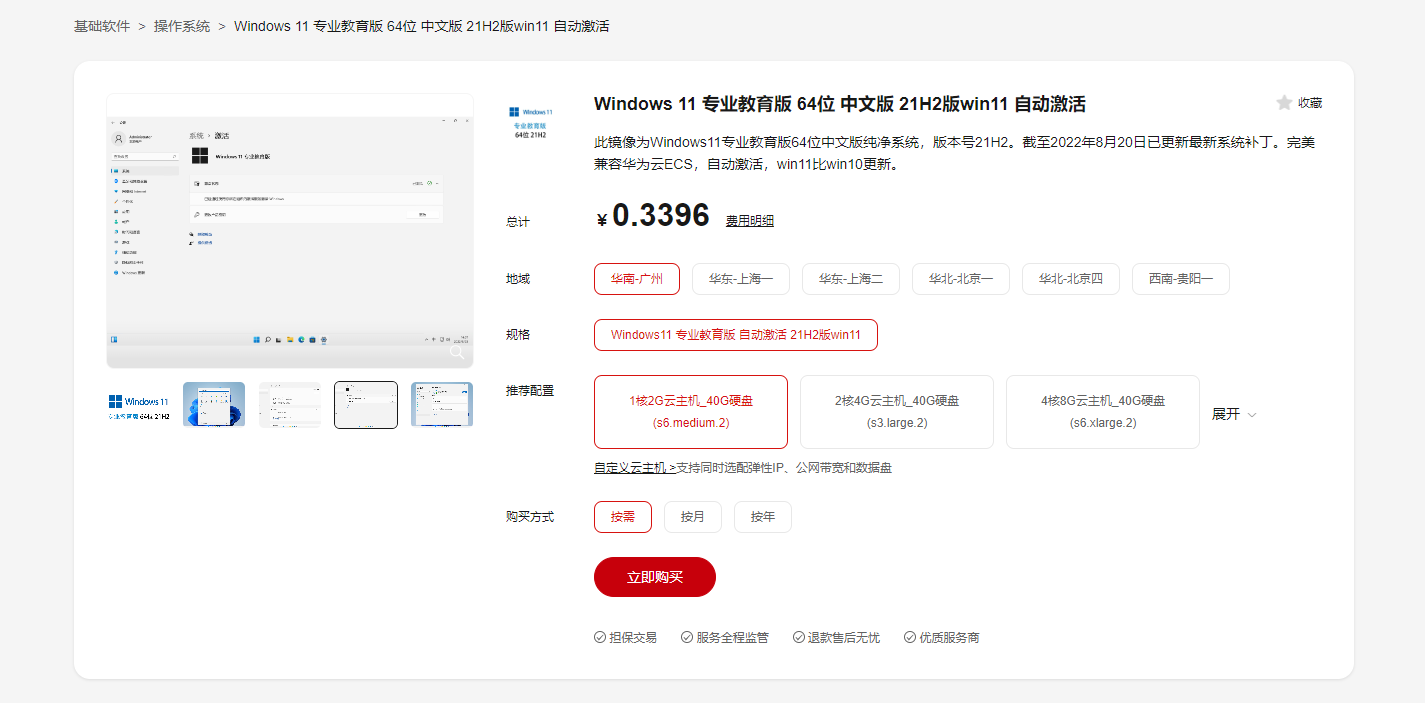 基础软件 > 操作系统 > Windows 11 专业教育版 64位 中文版 21H2版win11 自动激活
系统 › 激活
Windows 11 专业教育版
Windows 11
专业教育版 64位 21H2
Windows 11
专业教育版
64位 21H2
Windows 11 专业教育版 64位 中文版 21H2版win11 自动激活
收藏
此镜像为Windows11专业教育版64位中文版纯净系统，版本号21H2。截至2022年8月20日已更新最新系统补丁。完美
兼容华为云ECS，自动激活，win11比win10更新。
总计
¥ 0.3396 费用明细
地域
华南-广州 华东-上海一 华东-上海二 华北-北京一 华北-北京四 西南-贵阳一
规格
Windows11 专业教育版 自动激活 21H2版win11
推荐配置
1核2G云主机_40G硬盘
(s6.medium.2)
2核4G云主机_40G硬盘
(s3.large.2)
4核8G云主机_40G硬盘
(s6.xlarge.2)
展开
自定义云主机 >支持同时选配弹性IP、公网带宽和数据盘
购买方式
按需 按月 按年
立即购买
担保交易 服务全程监管 退款售后无忧 优质服务商